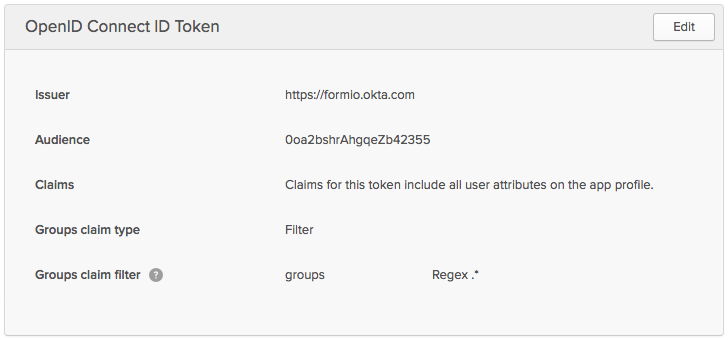 OpenID Connect ID Token
Edit
Issuer https://formio.okta.com
Audience 0oa2bshrAhgqeZb42355
Claims Claims for this token include all user attributes on the app profile.
Groups claim type Filter
Groups claim filter ? groups Regex .*